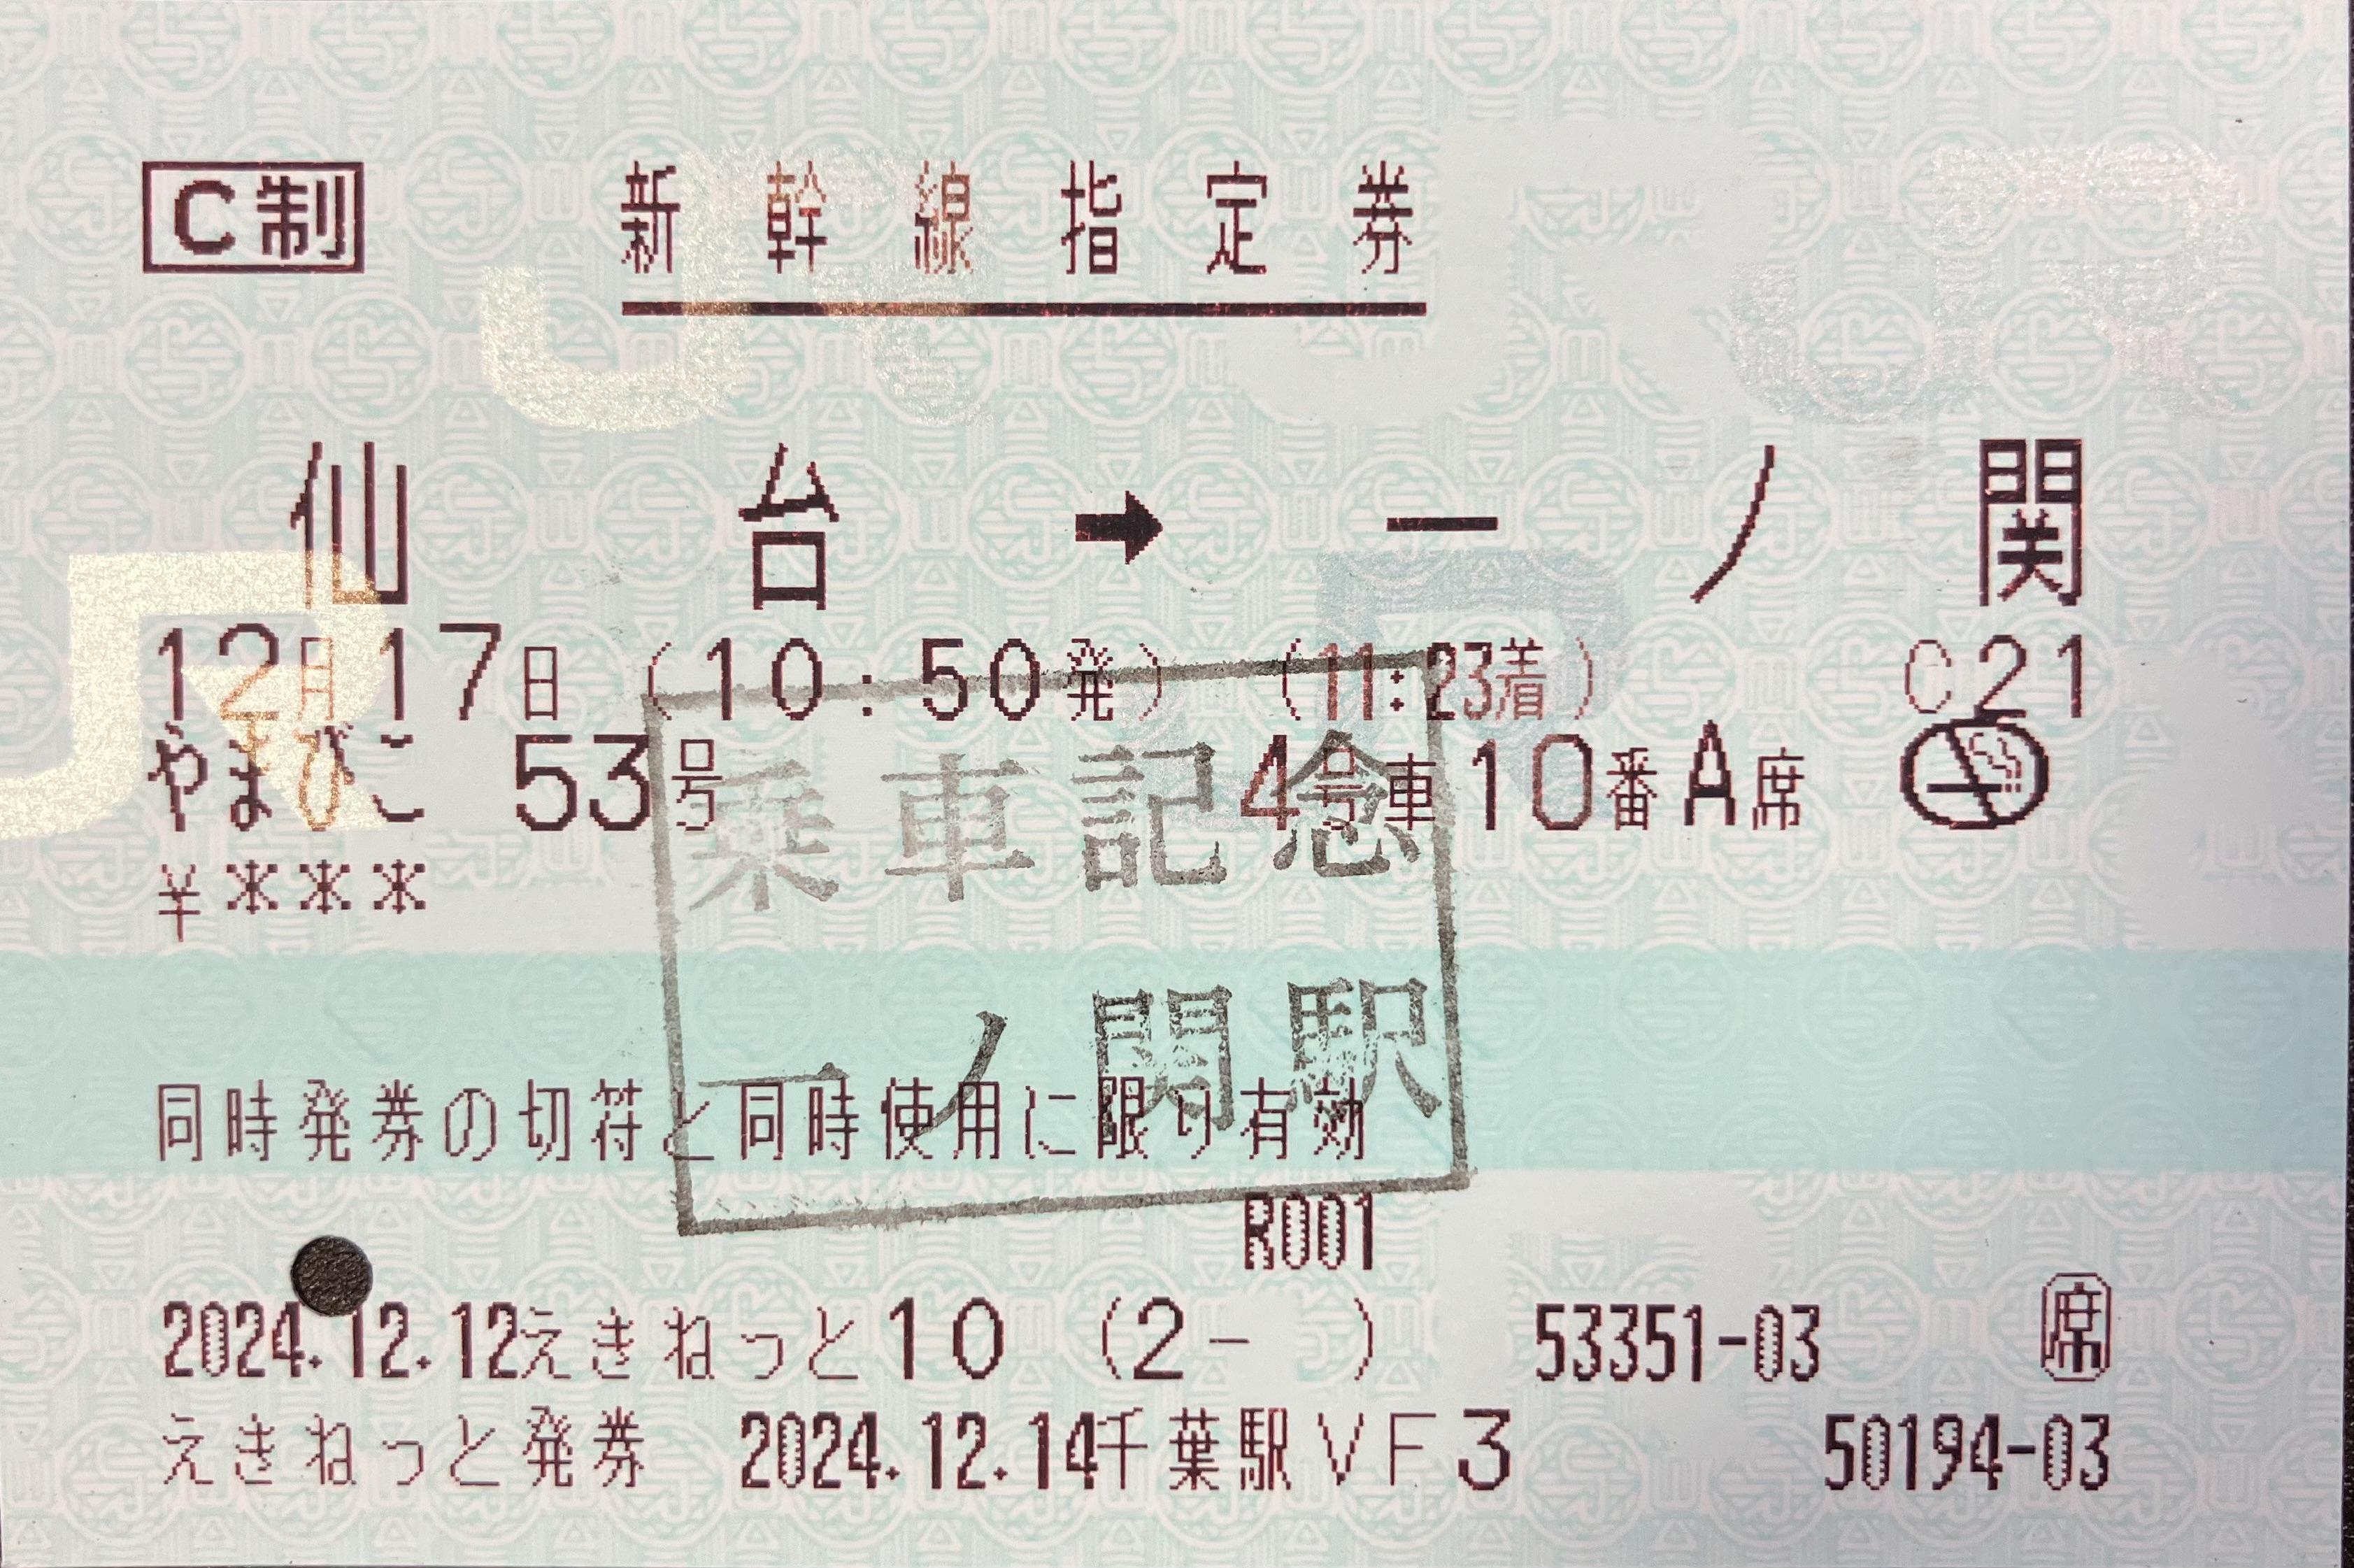 C制 新幹線指定券
仙台➡一ノ関
12月17日 (10:50発) (11:23着) C21
やまびこ 53号 4号車10番A席
¥***
乗車記念
一ノ関駅
同時発券の切符と同時使用に限り有効
R001
2024.12.12えきねっと10 (2- ) 53351-03 席
えきねっと発券 2024.12.14千葉駅VF3 50194-03